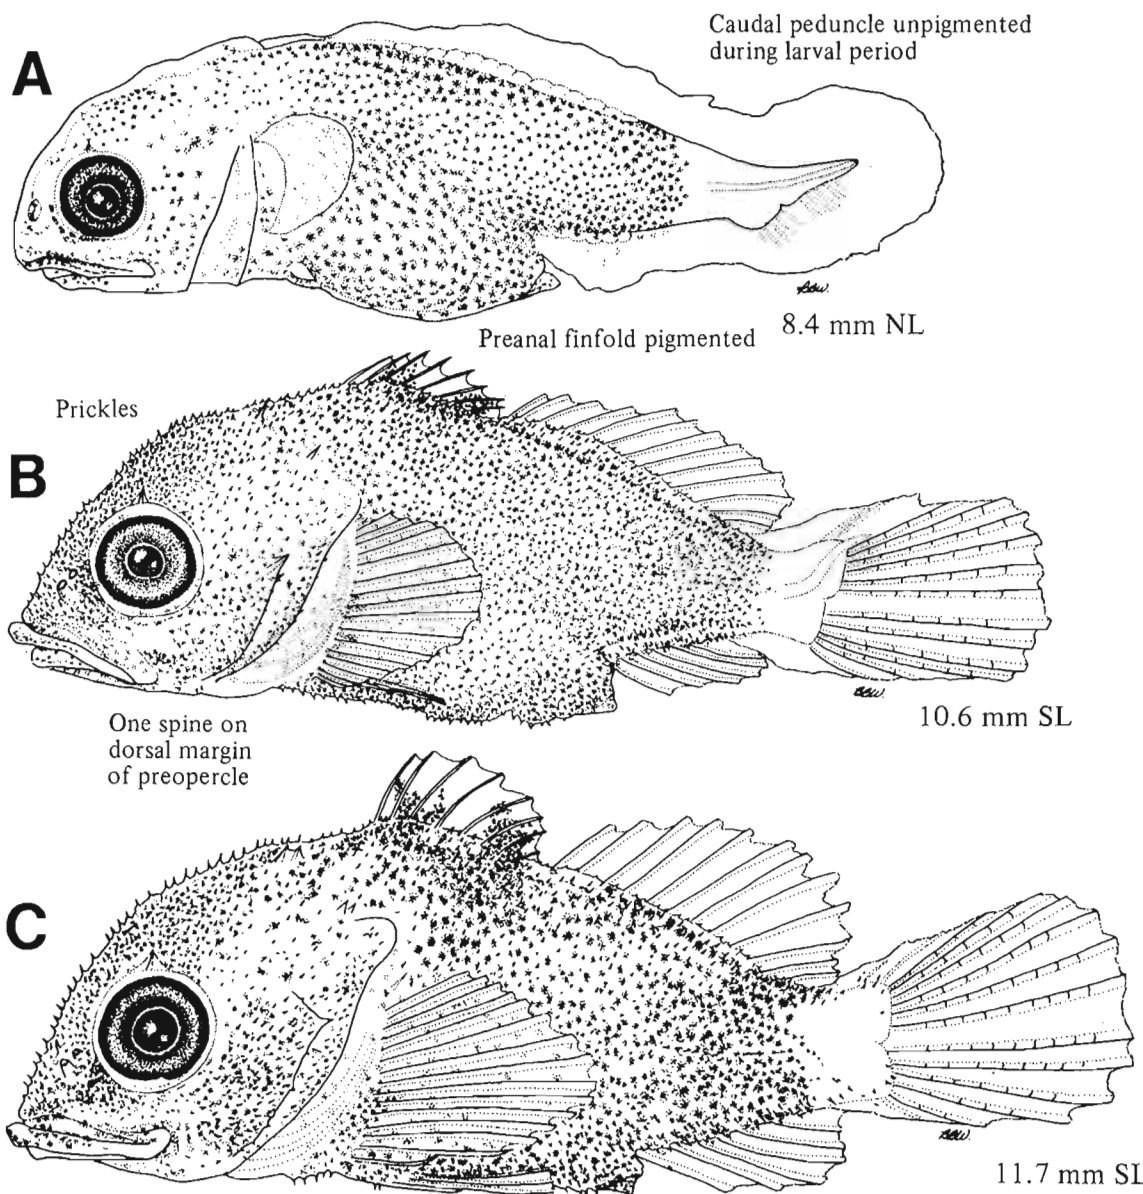 A
Caudal peduncle unpigmented
during larval period
8.4 mm NL
Preanal finfold pigmented
Prickles
B
10.6 mm SL
One spine on
dorsal margin
of preopercle
C
11.7 mm SL